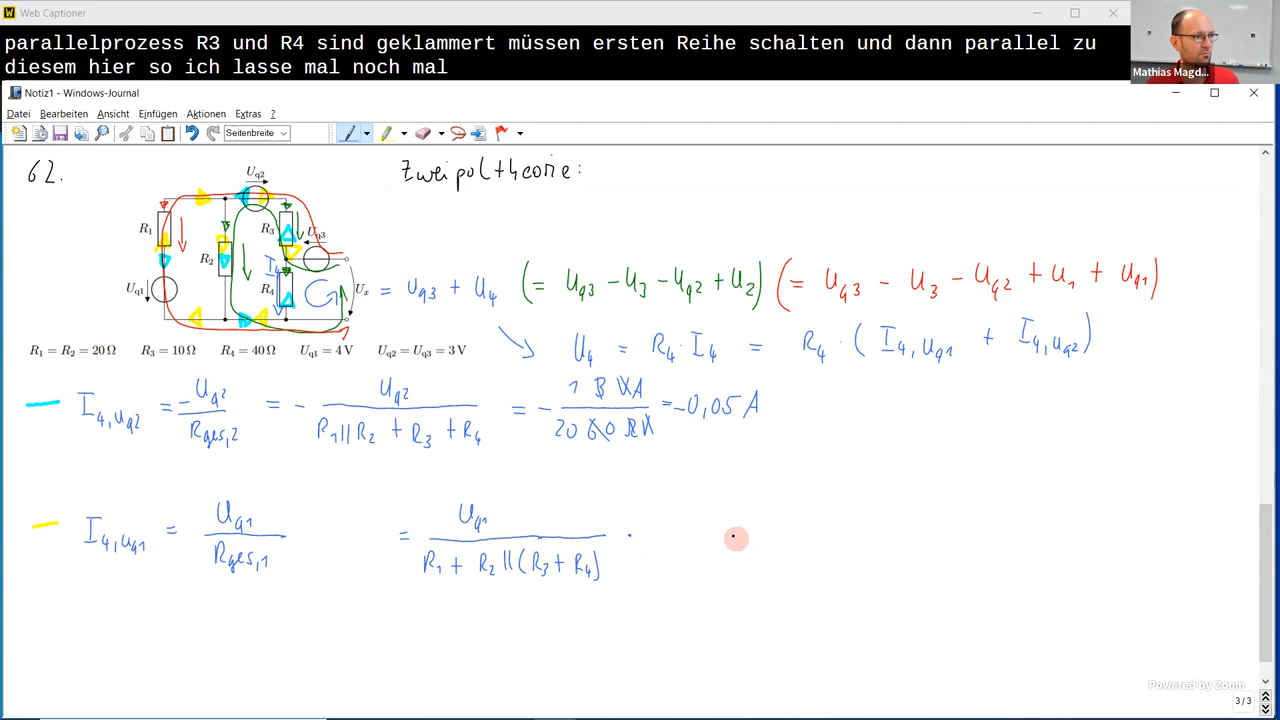 Web Captioner
parallelprozess R3 und R4 sind geklammert müssen ersten Reihe schalten und dann parallel zu
diesem hier so ich lasse mal noch mal
Mathias Magd...
Notiz1 - Windows-Journal
Datei Bearbeiten Ansicht Einfügen Aktionen Extras ?
Seitenbreite
62.
Zweipoltheorie:
Uq2
R1
R3
Uq3
R2
I4
Uq1
R4
Ux
= Uq3 + U4 (= Uq3 - U3 - Uq2 + U2) (= Uq3 - U3 - Uq2 + U1 + Uq1)
U4 = R4 · I4 = R4 · (I4,Uq1 + I4,Uq2)
R1 = R2 = 20 Ω R3 = 10 Ω R4 = 40 Ω Uq1 = 4 V Uq2 = Uq3 = 3 V
I4,Uq2 = -Uq2 / Rges,2 = - Uq2 / (R1||R2 + R3 + R4) = - 1 3 VA / 20 60 V = -0,05 A
I4,Uq1 = Uq1 / Rges,1 = Uq1 / (R1 + R2 || (R3 + R4)) ·
Powered by Zoom
3/3